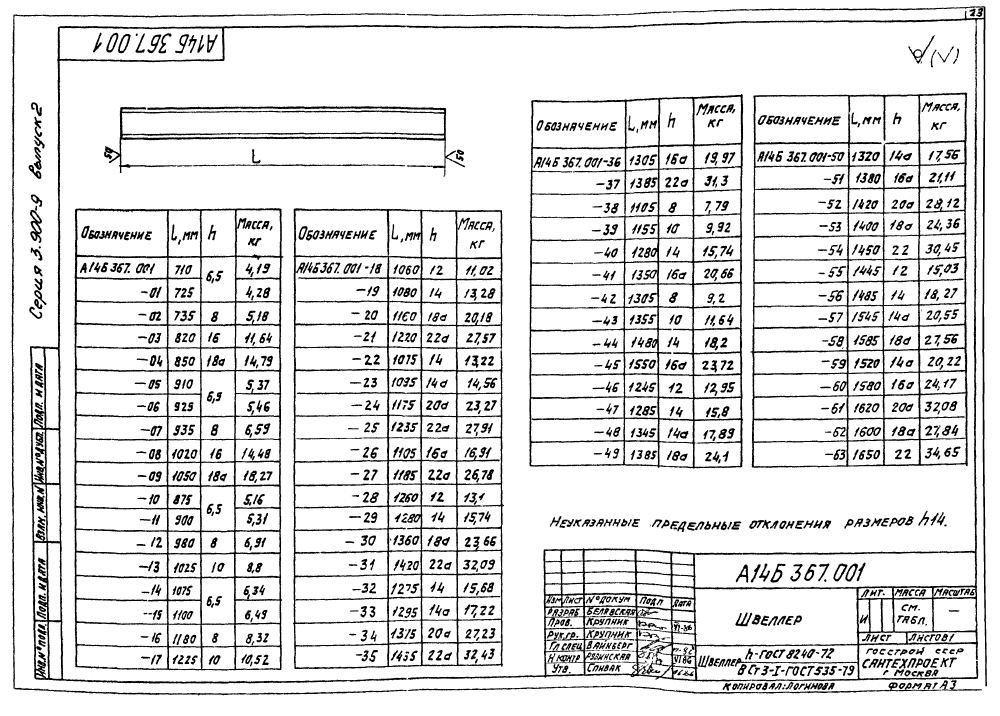 23
А14Б 367.001
Серия 3.900-9 выпуск 2
L
50
50
Обозначение L,мм h Масса, кг
А14Б 367.001 710 6,5 4,19
-01 725 4,28
-02 735 8 5,18
-03 820 16 11,64
-04 850 18а 14,79
-05 910 6,5 5,37
-06 925 5,46
-07 935 8 6,59
-08 1020 16 14,48
-09 1050 18а 18,27
-10 875 6,5 5,16
-11 900 5,31
-12 980 8 6,91
-13 1025 10 8,8
-14 1075 6,5 6,34
-15 1100 6,49
-16 1180 8 8,32
-17 1225 10 10,52
Обозначение L,мм h Масса, кг
А14Б 367.001-18 1060 12 11,02
-19 1080 14 13,28
-20 1160 18а 20,18
-21 1220 22а 27,57
-22 1075 14 13,22
-23 1095 14а 14,56
-24 1175 20а 23,27
-25 1235 22а 27,91
-26 1105 16а 16,91
-27 1185 22а 26,78
-28 1260 12 13,1
-29 1280 14 15,74
-30 1360 18а 23,66
-31 1420 22а 32,09
-32 1275 14 15,68
-33 1295 14а 17,22
-34 1375 20а 27,23
-35 1435 22а 32,43
Обозначение L,мм h Масса, кг
А14Б 367.001-36 1305 16а 19,97
-37 1385 22а 31,3
-38 1105 8 7,79
-39 1155 10 9,92
-40 1280 14 15,74
-41 1350 16а 20,66
-42 1305 8 9,2
-43 1355 10 11,64
-44 1480 14 18,2
-45 1550 16а 23,72
-46 1245 12 12,95
-47 1285 14 15,8
-48 1345 14а 17,89
-49 1385 18а 24,1
Обозначение L,мм h Масса, кг
А14Б 367.001-50 1320 14а 17,56
-51 1380 16а 21,11
-52 1420 20а 28,12
-53 1400 18а 24,36
-54 1450 22 30,45
-55 1445 12 15,03
-56 1485 14 18,27
-57 1545 14а 20,55
-58 1585 18а 27,56
-59 1520 14а 20,22
-60 1580 16а 24,17
-61 1620 20а 32,08
-62 1600 18а 27,84
-63 1650 22 34,65
Неуказанные предельные отклонения размеров h14.
Инв.№подл. Подп. и дата Взам. инв.№ Инв.№дубл. Подп. и дата
А14Б 367.001
Изм Лист №докум Подп Дата
Разраб Белявская
Пров. Крупник
Рук.гр. Крупник
Гл.спец Вайнберг
Н.контр
Утв. Спивак
Швеллер
Лит. Масса Масштаб
И см. табл. —
Лист Листов 1
Швеллер h-ГОСТ 8240-72
В Ст3-I-ГОСТ 535-79
Госстрой СССР
Сантехпроект
г Москва
Копировал: Логинова Формат А3